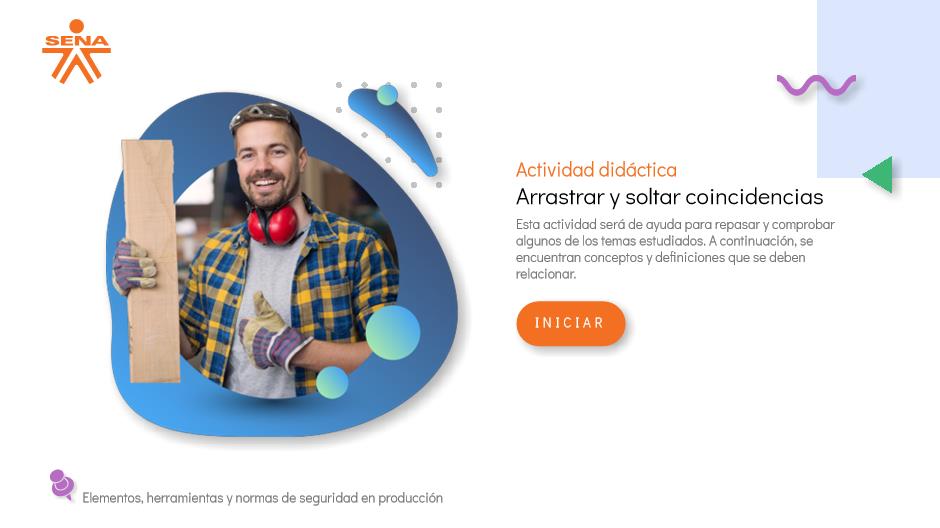 SENA
Actividad didáctica
Arrastrar y soltar coincidencias
Esta actividad será de ayuda para repasar y comprobar
algunos de los temas estudiados. A continuación, se
encuentran conceptos y definiciones que se deben
relacionar.
INICIAR
Elementos, herramientas y normas de seguridad en producción